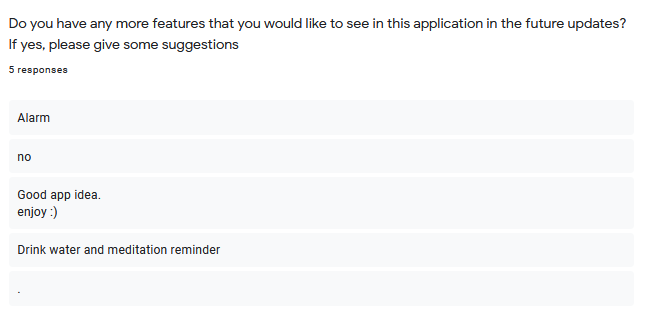 Do you have any more features that you would like to see in this application in the future updates?
If yes, please give some suggestions
5 responses
Alarm
no
Good app idea.
enjoy :)
Drink water and meditation reminder
.